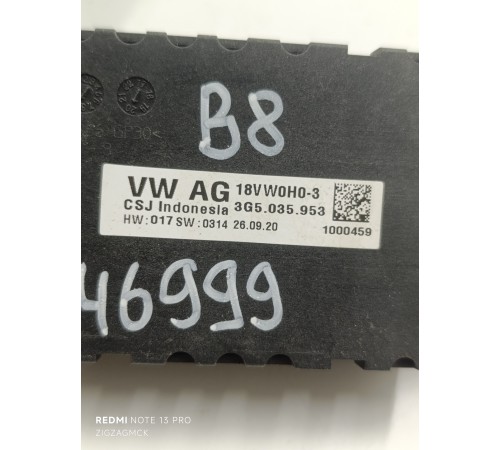 B8
VW AG 18VW0H0-3
CSJ Indonesia 3G5.035.953
HW:017 SW:0314 26.09.20 1000459
46999
REDMI NOTE 13 PRO
ZIGZAGMCK